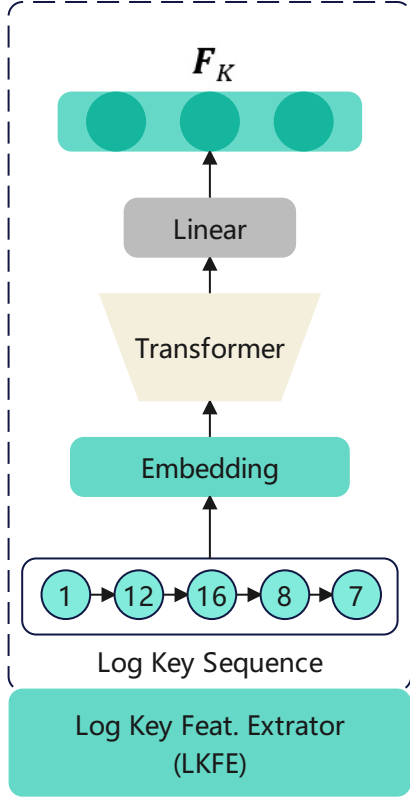 F_K
Linear
Transformer
Embedding
1 12 16 8 7
Log Key Sequence
Log Key Feat. Extrator
(LKFE)